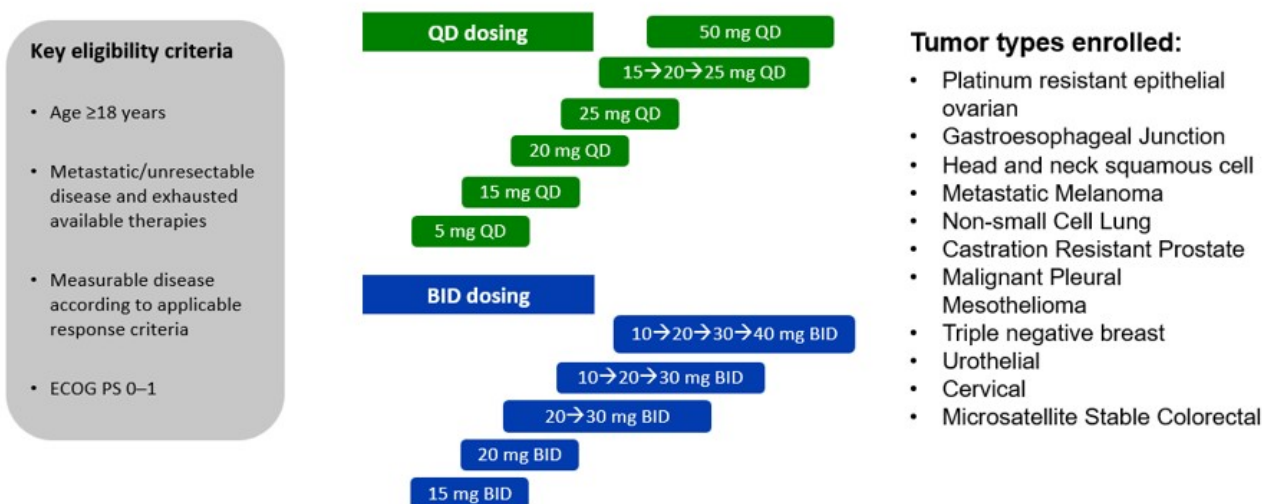 Key eligibility criteria
• Age ≥18 years
• Metastatic/unresectable
disease and exhausted
available therapies
• Measurable disease
according to applicable
response criteria
• ECOG PS 0–1
QD dosing
50 mg QD
15→20→25 mg QD
25 mg QD
20 mg QD
15 mg QD
5 mg QD
BID dosing
10→20→30→40 mg BID
10→20→30 mg BID
20→30 mg BID
20 mg BID
15 mg BID
Tumor types enrolled:
• Platinum resistant epithelial
ovarian
• Gastroesophageal Junction
• Head and neck squamous cell
• Metastatic Melanoma
• Non-small Cell Lung
• Castration Resistant Prostate
• Malignant Pleural
Mesothelioma
• Triple negative breast
• Urothelial
• Cervical
• Microsatellite Stable Colorectal